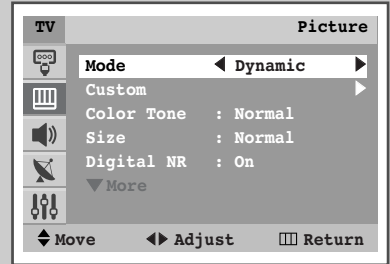 TV Picture
Mode ◀ Dynamic ▶
Custom ▶
Color Tone : Normal
Size : Normal
Digital NR : On
▼More
Move Adjust Return